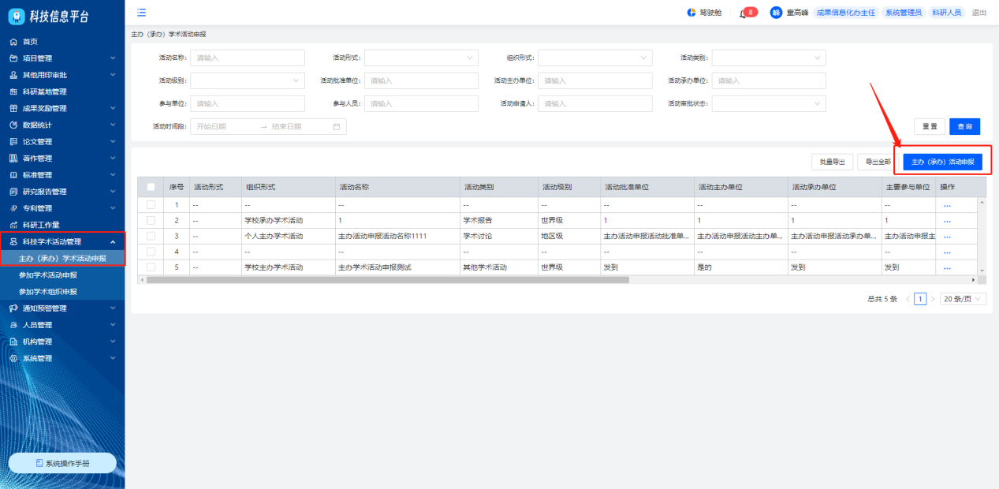 科技信息平台
驾驶舱
8
峰 童高峰 成果信息化办主任 系统管理员 科研人员 退出
首页
项目管理
其他用印审批
科研基地管理
成果奖励管理
数据统计
论文管理
著作管理
标准管理
研究报告管理
专利管理
科研工作量
科技学术活动管理
主办（承办）学术活动申报
参加学术活动申报
参加学术组织申报
通知预警管理
人员管理
机构管理
系统管理
系统操作手册
主办（承办）学术活动申报
活动名称: 请输入 活动形式: 组织形式: 活动类别:
活动级别: 活动批准单位: 请输入 活动主办单位: 请输入 活动承办单位: 请输入
参与单位: 请输入 参与人员: 请输入 活动申请人: 请输入 活动审批状态:
活动时间段: 开始日期 → 结束日期 重置 查询
批量导出 导出全部 主办（承办）活动申报
序号 活动形式 组织形式 活动名称 活动类别 活动级别 活动批准单位 活动主办单位 活动承办单位 主要参与单位 操作
1 -- -- -- -- -- -- -- -- -- ...
2 -- 学校承办学术活动 1 学术报告 世界级 1 1 1 1 ...
3 -- 个人主办学术活动 主办活动申报活动名称1111 学术讨论 地区级 主办活动申报活动批准单... 主办活动申报活动主办单... 主办活动申报活动承办单... 主办活动申报主 ...
4 -- -- -- -- -- -- -- -- -- ...
5 -- 学校主办学术活动 主办学术活动申报测试 其他学术活动 世界级 发到 是的 发到 发到 ...
总共 5 条 < 1 > 20 条/页